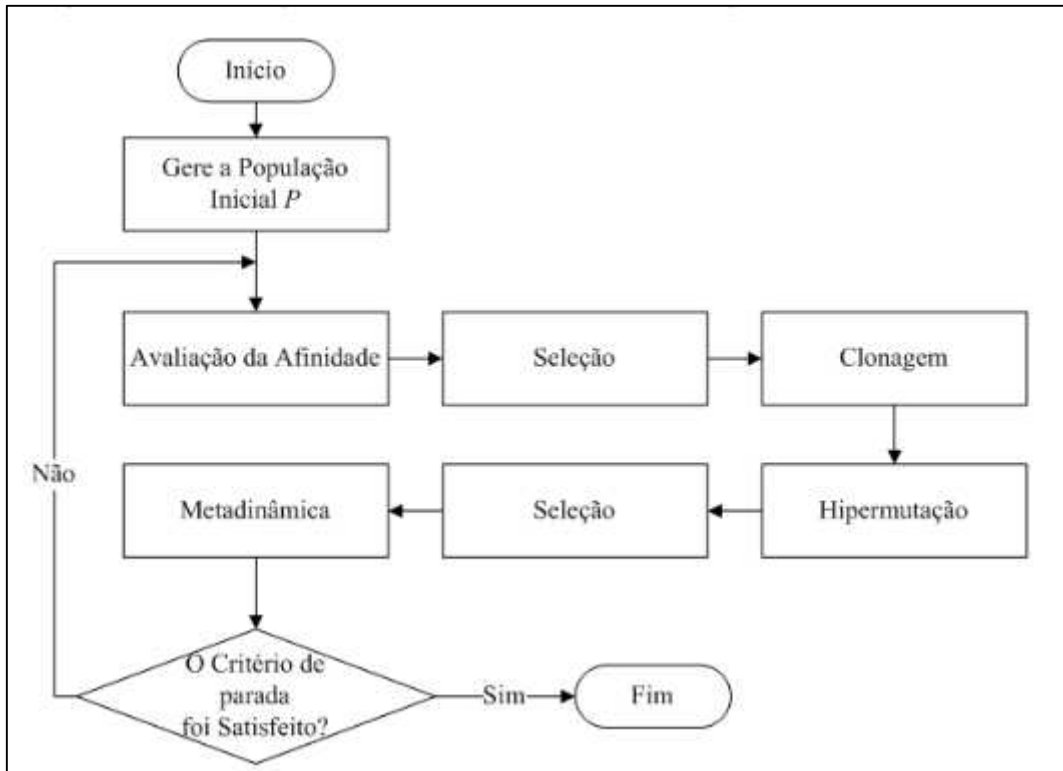 Início
Gere a População
Inicial P
Avaliação da Afinidade
Seleção
Clonagem
Não
Metadinâmica
Seleção
Hipermutação
O Critério de
parada
foi Satisfeito?
Sim
Fim